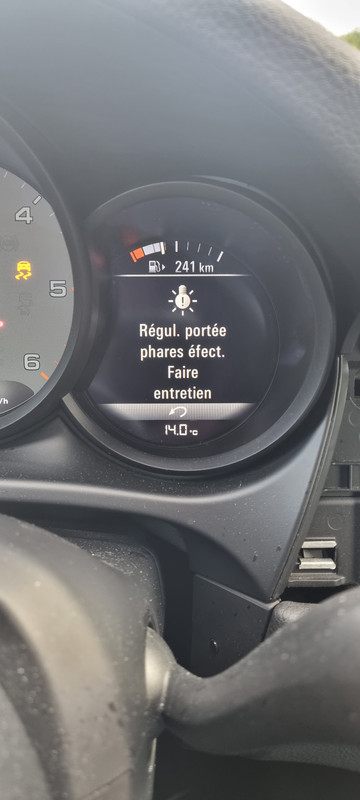 4
5
6
/h
241 km
Régul. portée
phares éfect.
Faire
entretien
14.0°C